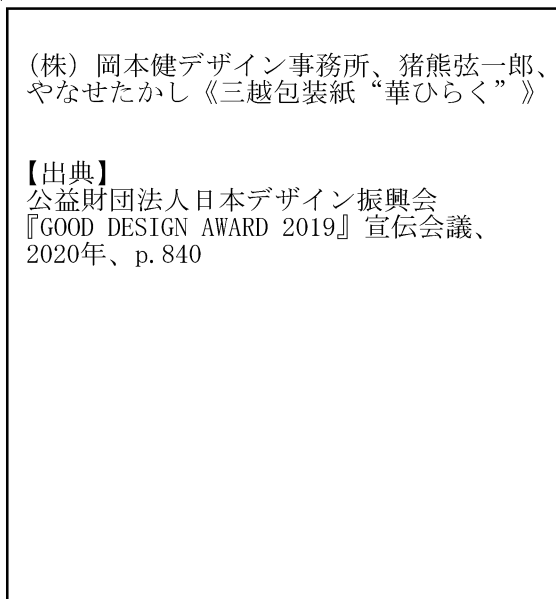 （株）岡本健デザイン事務所、猪熊弦一郎、
やなせたかし《三越包装紙“華ひらく”》
【出典】
公益財団法人日本デザイン振興会
『GOOD DESIGN AWARD 2019』宣伝会議、
2020年、p.840